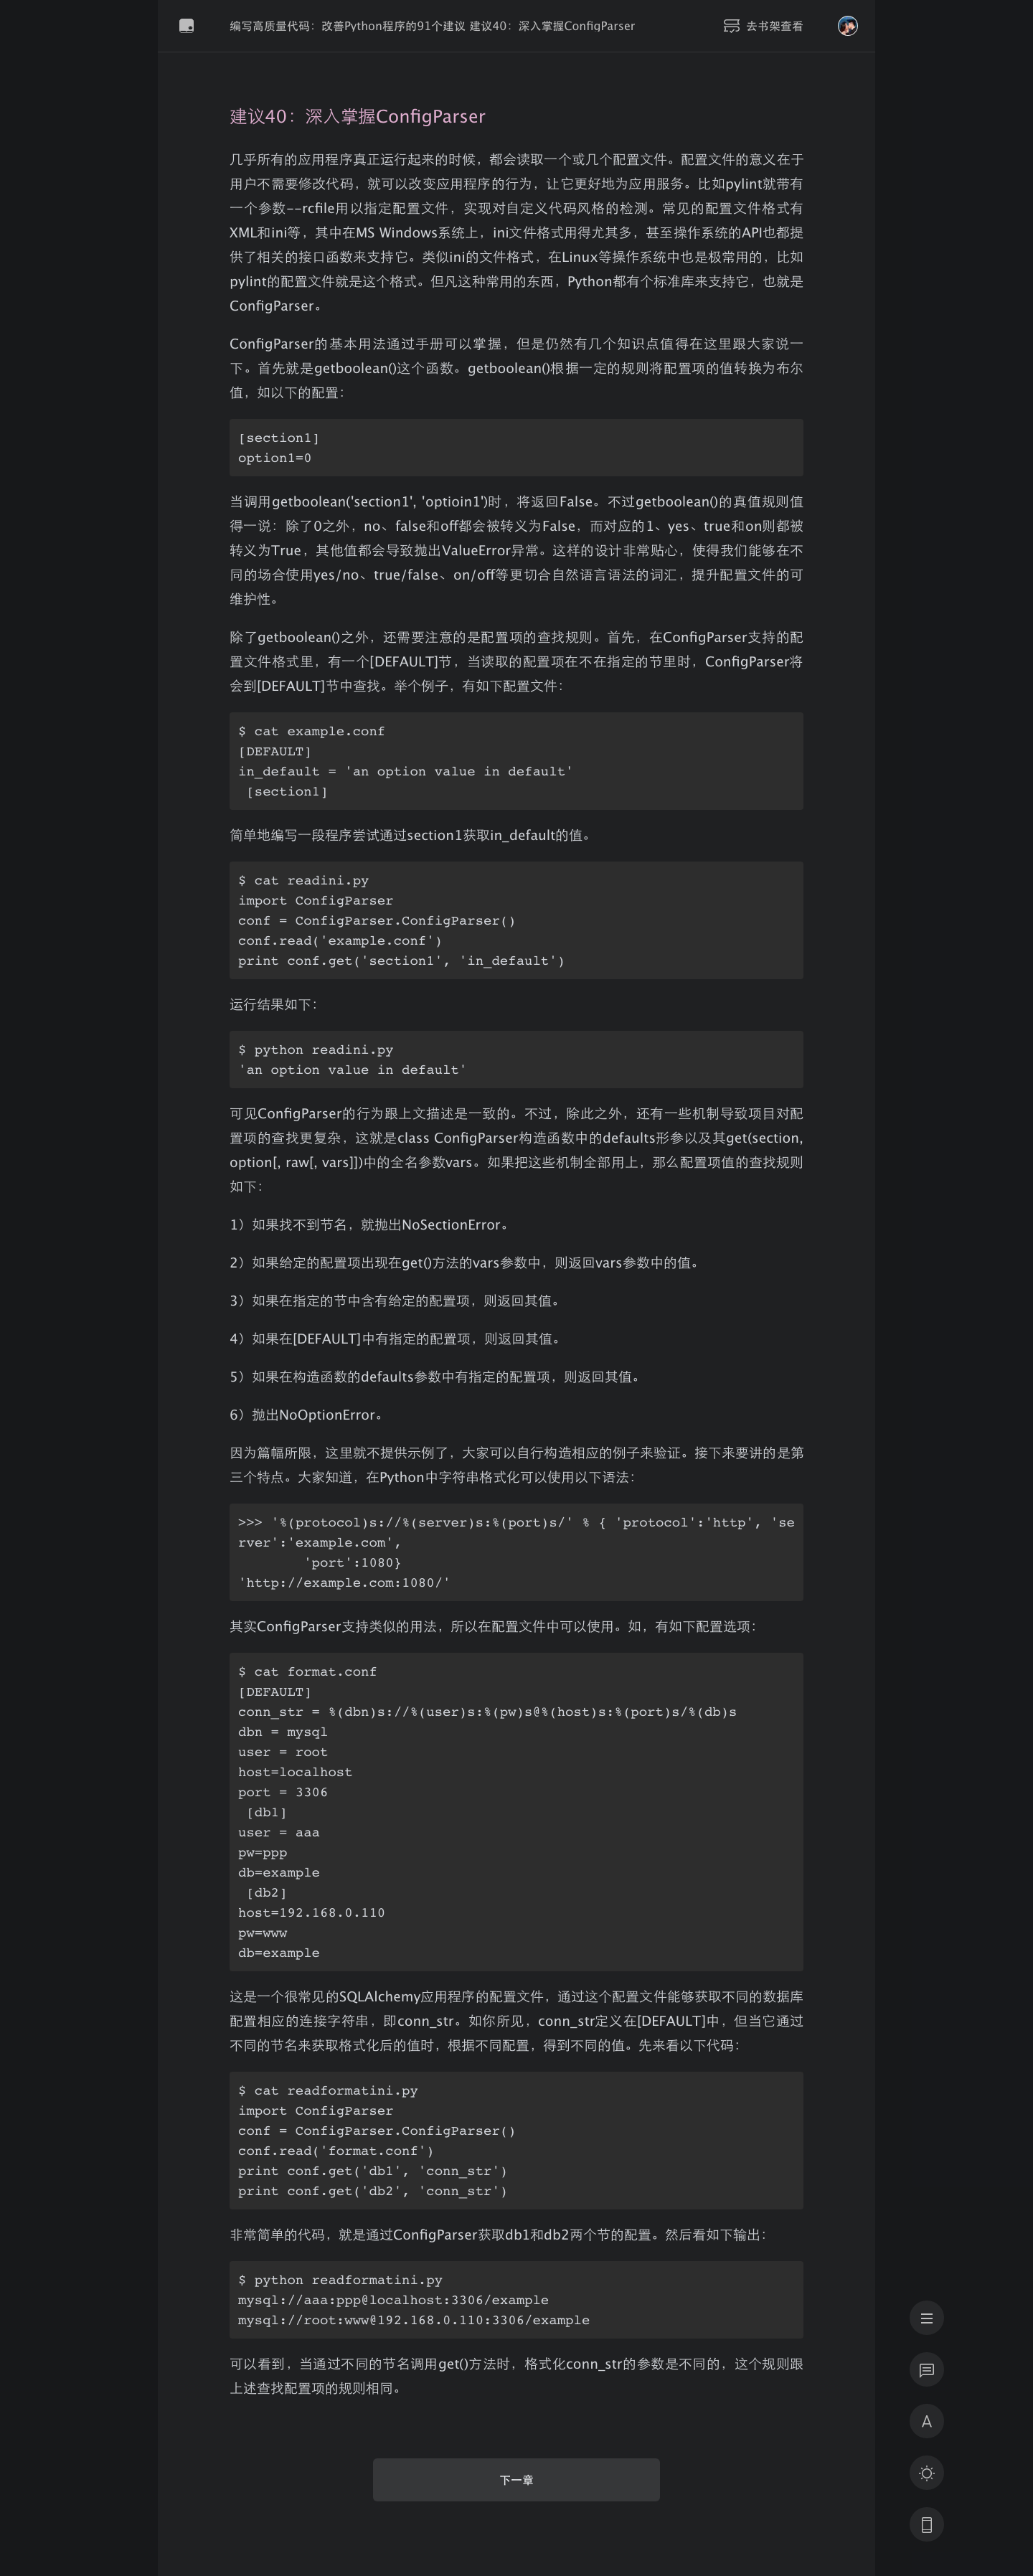 编写高质量代码：改善Python程序的91个建议 建议40：深入掌握ConfigParser
去书架查看
建议40：深入掌握ConfigParser
几乎所有的应用程序真正运行起来的时候，都会读取一个或几个配置文件。配置文件的意义在于
用户不需要修改代码，就可以改变应用程序的行为，让它更好地为应用服务。比如pylint就带有
一个参数--rcfile用以指定配置文件，实现对自定义代码风格的检测。常见的配置文件格式有
XML和ini等，其中在MS Windows系统上，ini文件格式用得尤其多，甚至操作系统的API也都提
供了相关的接口函数来支持它。类似ini的文件格式，在Linux等操作系统中也是极常用的，比如
pylint的配置文件就是这个格式。但凡这种常用的东西，Python都有个标准库来支持它，也就是
ConfigParser。
ConfigParser的基本用法通过手册可以掌握，但是仍然有几个知识点值得在这里跟大家说一
下。首先就是getboolean()这个函数。getboolean()根据一定的规则将配置项的值转换为布尔
值，如以下的配置：
[section1]
option1=0
当调用getboolean('section1', 'optioin1')时，将返回False。不过getboolean()的真值规则值
得一说：除了0之外，no、false和off都会被转义为False，而对应的1、yes、true和on则都被
转义为True，其他值都会导致抛出ValueError异常。这样的设计非常贴心，使得我们能够在不
同的场合使用yes/no、true/false、on/off等更切合自然语言语法的词汇，提升配置文件的可
维护性。
除了getboolean()之外，还需要注意的是配置项的查找规则。首先，在ConfigParser支持的配
置文件格式里，有一个[DEFAULT]节，当读取的配置项在不在指定的节里时，ConfigParser将
会到[DEFAULT]节中查找。举个例子，有如下配置文件：
$ cat example.conf
[DEFAULT]
in_default = 'an option value in default'
 [section1]
简单地编写一段程序尝试通过section1获取in_default的值。
$ cat readini.py
import ConfigParser
conf = ConfigParser.ConfigParser()
conf.read('example.conf')
print conf.get('section1', 'in_default')
运行结果如下：
$ python readini.py
'an option value in default'
可见ConfigParser的行为跟上文描述是一致的。不过，除此之外，还有一些机制导致项目对配
置项的查找更复杂，这就是class ConfigParser构造函数中的defaults形参以及其get(section,
option[, raw[, vars]])中的全名参数vars。如果把这些机制全部用上，那么配置项值的查找规则
如下：
1）如果找不到节名，就抛出NoSectionError。
2）如果给定的配置项出现在get()方法的vars参数中，则返回vars参数中的值。
3）如果在指定的节中含有给定的配置项，则返回其值。
4）如果在[DEFAULT]中有指定的配置项，则返回其值。
5）如果在构造函数的defaults参数中有指定的配置项，则返回其值。
6）抛出NoOptionError。
因为篇幅所限，这里就不提供示例了，大家可以自行构造相应的例子来验证。接下来要讲的是第
三个特点。大家知道，在Python中字符串格式化可以使用以下语法：
>>> '%(protocol)s://%(server)s:%(port)s/' % { 'protocol':'http', 'se
rver':'example.com',
        'port':1080}
'http://example.com:1080/'
其实ConfigParser支持类似的用法，所以在配置文件中可以使用。如，有如下配置选项：
$ cat format.conf
[DEFAULT]
conn_str = %(dbn)s://%(user)s:%(pw)s@%(host)s:%(port)s/%(db)s
dbn = mysql
user = root
host=localhost
port = 3306
 [db1]
user = aaa
pw=ppp
db=example
 [db2]
host=192.168.0.110
pw=www
db=example
这是一个很常见的SQLAlchemy应用程序的配置文件，通过这个配置文件能够获取不同的数据库
配置相应的连接字符串，即conn_str。如你所见，conn_str定义在[DEFAULT]中，但当它通过
不同的节名来获取格式化后的值时，根据不同配置，得到不同的值。先来看以下代码：
$ cat readformatini.py
import ConfigParser
conf = ConfigParser.ConfigParser()
conf.read('format.conf')
print conf.get('db1', 'conn_str')
print conf.get('db2', 'conn_str')
非常简单的代码，就是通过ConfigParser获取db1和db2两个节的配置。然后看如下输出：
$ python readformatini.py
mysql://aaa:ppp@localhost:3306/example
mysql://root:www@192.168.0.110:3306/example
可以看到，当通过不同的节名调用get()方法时，格式化conn_str的参数是不同的，这个规则跟
上述查找配置项的规则相同。
下一章
A